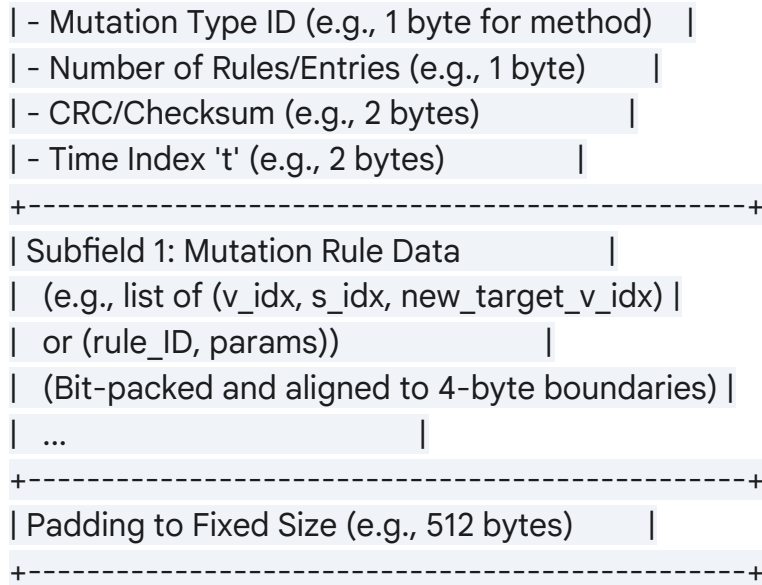 | - Mutation Type ID (e.g., 1 byte for method)    |
| - Number of Rules/Entries (e.g., 1 byte)        |
| - CRC/Checksum (e.g., 2 bytes)                  |
| - Time Index 't' (e.g., 2 bytes)                |
+-------------------------------------------------+
| Subfield 1: Mutation Rule Data                  |
|   (e.g., list of (v_idx, s_idx, new_target_v_idx) |
|   or (rule_ID, params))                         |
|   (Bit-packed and aligned to 4-byte boundaries) |
|   ...                                           |
+-------------------------------------------------+
| Padding to Fixed Size (e.g., 512 bytes)         |
+-------------------------------------------------+